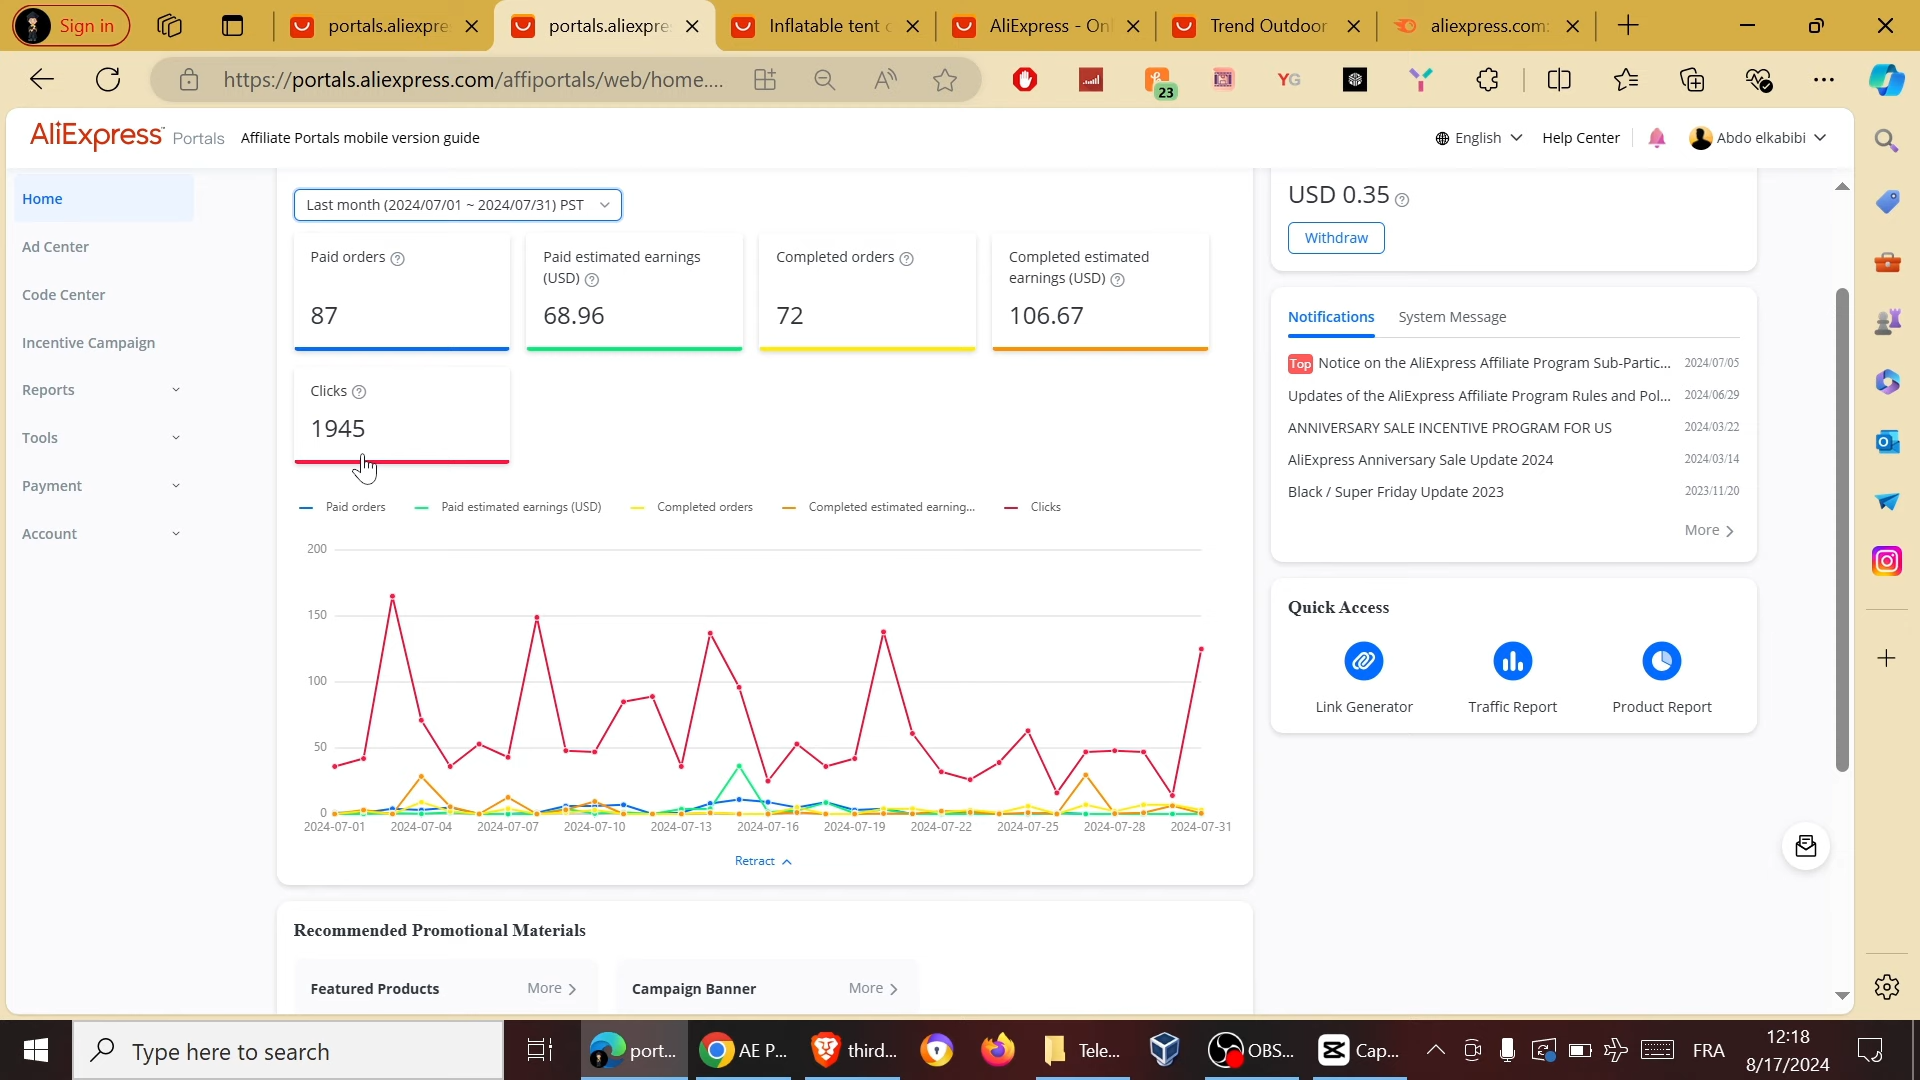 Sign in
portals.aliexpre
portals.aliexpre
Inflatable tent c
AliExpress - Onl
Trend Outdoor
aliexpress.com:
https://portals.aliexpress.com/affiportals/web/home....
23
YG
AliExpress Portals
Affiliate Portals mobile version guide
English
Help Center
Abdo elkabibi
Home
Ad Center
Code Center
Incentive Campaign
Reports
Tools
Payment
Account
Last month (2024/07/01 ~ 2024/07/31) PST
Paid orders
87
Paid estimated earnings
(USD)
68.96
Completed orders
72
Completed estimated
earnings (USD)
106.67
Clicks
1945
Paid orders
Paid estimated earnings (USD)
Completed orders
Completed estimated earning...
Clicks
200
150
100
50
0
2024-07-01
2024-07-04
2024-07-07
2024-07-10
2024-07-13
2024-07-16
2024-07-19
2024-07-22
2024-07-25
2024-07-28
2024-07-31
Retract
Recommended Promotional Materials
Featured Products
More
Campaign Banner
More
USD 0.35
Withdraw
Notifications
System Message
Top Notice on the AliExpress Affiliate Program Sub-Partic... 2024/07/05
Updates of the AliExpress Affiliate Program Rules and Pol... 2024/06/29
ANNIVERSARY SALE INCENTIVE PROGRAM FOR US 2024/03/22
AliExpress Anniversary Sale Update 2024 2024/03/14
Black / Super Friday Update 2023 2023/11/20
More
Quick Access
Link Generator
Traffic Report
Product Report
Type here to search
port...
AE P...
third...
Tele...
OBS...
Cap...
FRA
12:18
8/17/2024